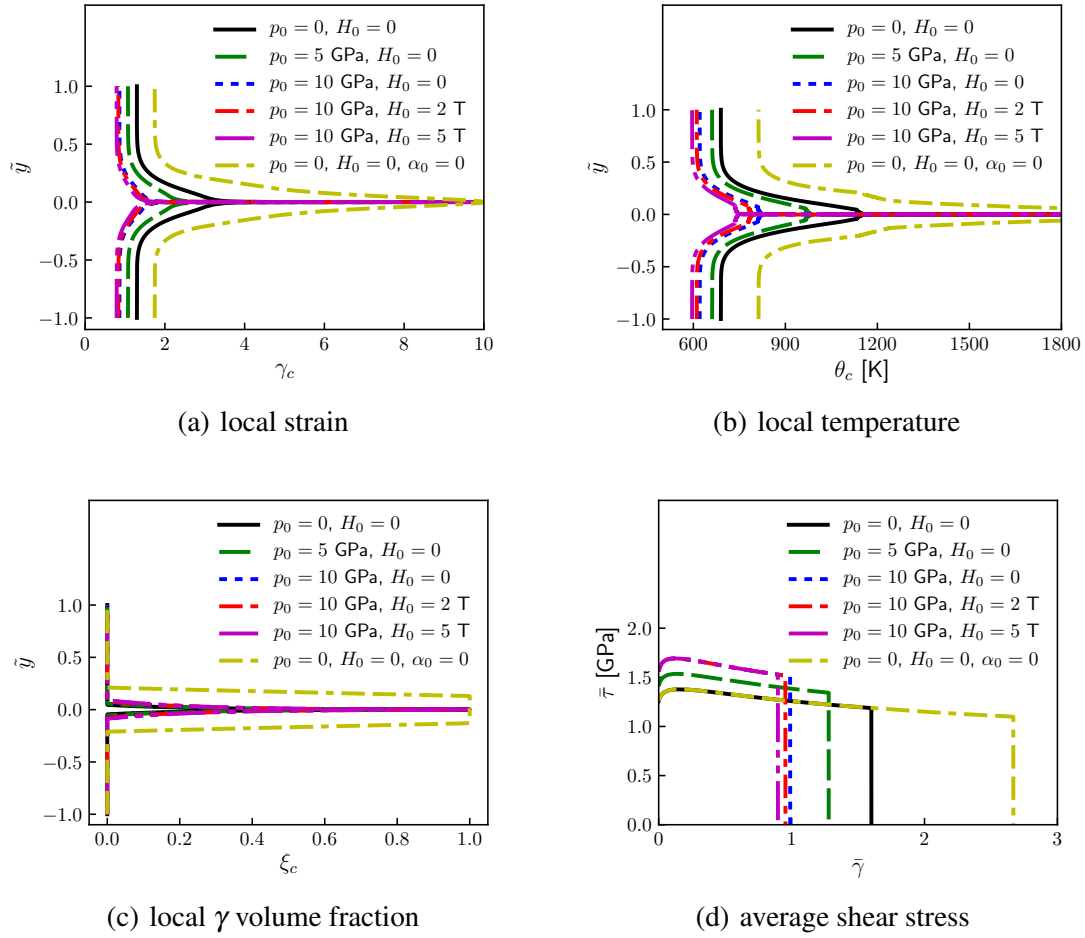 p₀ = 0, H₀ = 0
p₀ = 5 GPa, H₀ = 0
p₀ = 10 GPa, H₀ = 0
p₀ = 10 GPa, H₀ = 2 T
p₀ = 10 GPa, H₀ = 5 T
p₀ = 0, H₀ = 0, α₀ = 0
1.0
0.5
0.0
−0.5
−1.0
ỹ
0 2 4 6 8 10
γ_c
(a) local strain
p₀ = 0, H₀ = 0
p₀ = 5 GPa, H₀ = 0
p₀ = 10 GPa, H₀ = 0
p₀ = 10 GPa, H₀ = 2 T
p₀ = 10 GPa, H₀ = 5 T
p₀ = 0, H₀ = 0, α₀ = 0
1.0
0.5
0.0
−0.5
−1.0
ỹ
600 900 1200 1500 1800
θ_c [K]
(b) local temperature
p₀ = 0, H₀ = 0
p₀ = 5 GPa, H₀ = 0
p₀ = 10 GPa, H₀ = 0
p₀ = 10 GPa, H₀ = 2 T
p₀ = 10 GPa, H₀ = 5 T
p₀ = 0, H₀ = 0, α₀ = 0
1.0
0.5
0.0
−0.5
−1.0
ỹ
0.0 0.2 0.4 0.6 0.8 1.0
ξ_c
(c) local γ volume fraction
p₀ = 0, H₀ = 0
p₀ = 5 GPa, H₀ = 0
p₀ = 10 GPa, H₀ = 0
p₀ = 10 GPa, H₀ = 2 T
p₀ = 10 GPa, H₀ = 5 T
p₀ = 0, H₀ = 0, α₀ = 0
2.0
1.5
1.0
0.5
0.0
τ̄ [GPa]
0 1 2 3
γ̄
(d) average shear stress